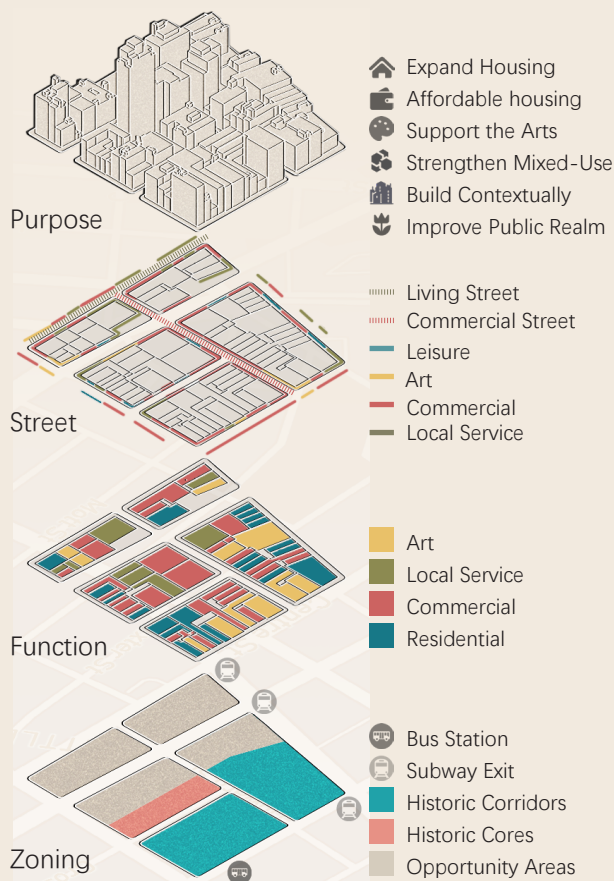 Expand Housing
Affordable housing
Support the Arts
Strengthen Mixed-Use
Build Contextually
Improve Public Realm
Purpose
Living Street
Commercial Street
Leisure
Art
Commercial
Local Service
Street
Art
Local Service
Commercial
Residential
Function
Bus Station
Subway Exit
Historic Corridors
Historic Cores
Opportunity Areas
Zoning